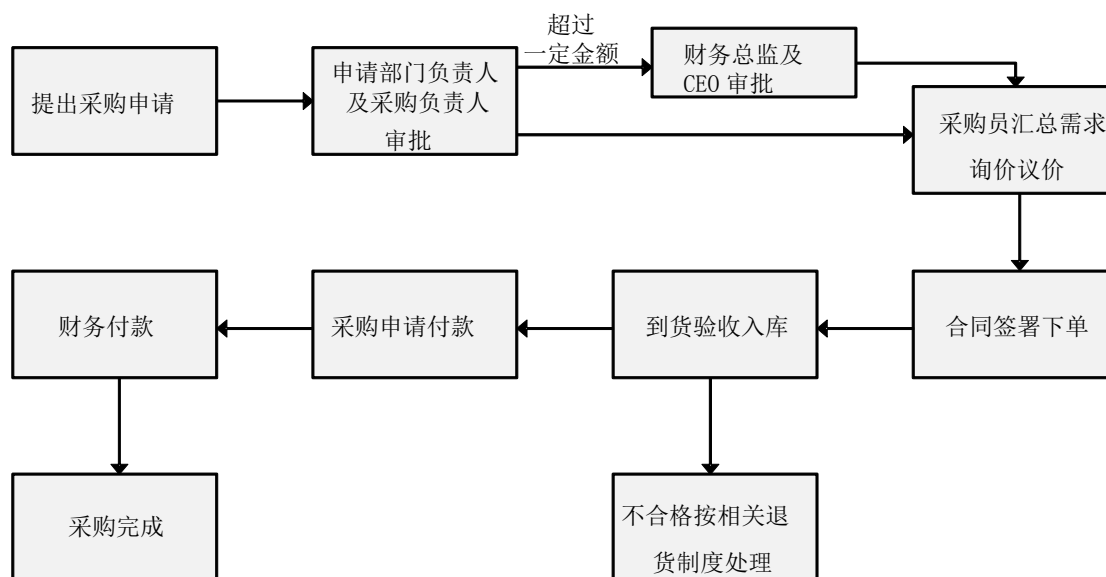 提出采购申请
申请部门负责人
及采购负责人
审批
超过
一定金额
财务总监及
CEO 审批
采购员汇总需求
询价议价
财务付款
采购申请付款
到货验收入库
合同签署下单
采购完成
不合格按相关退
货制度处理